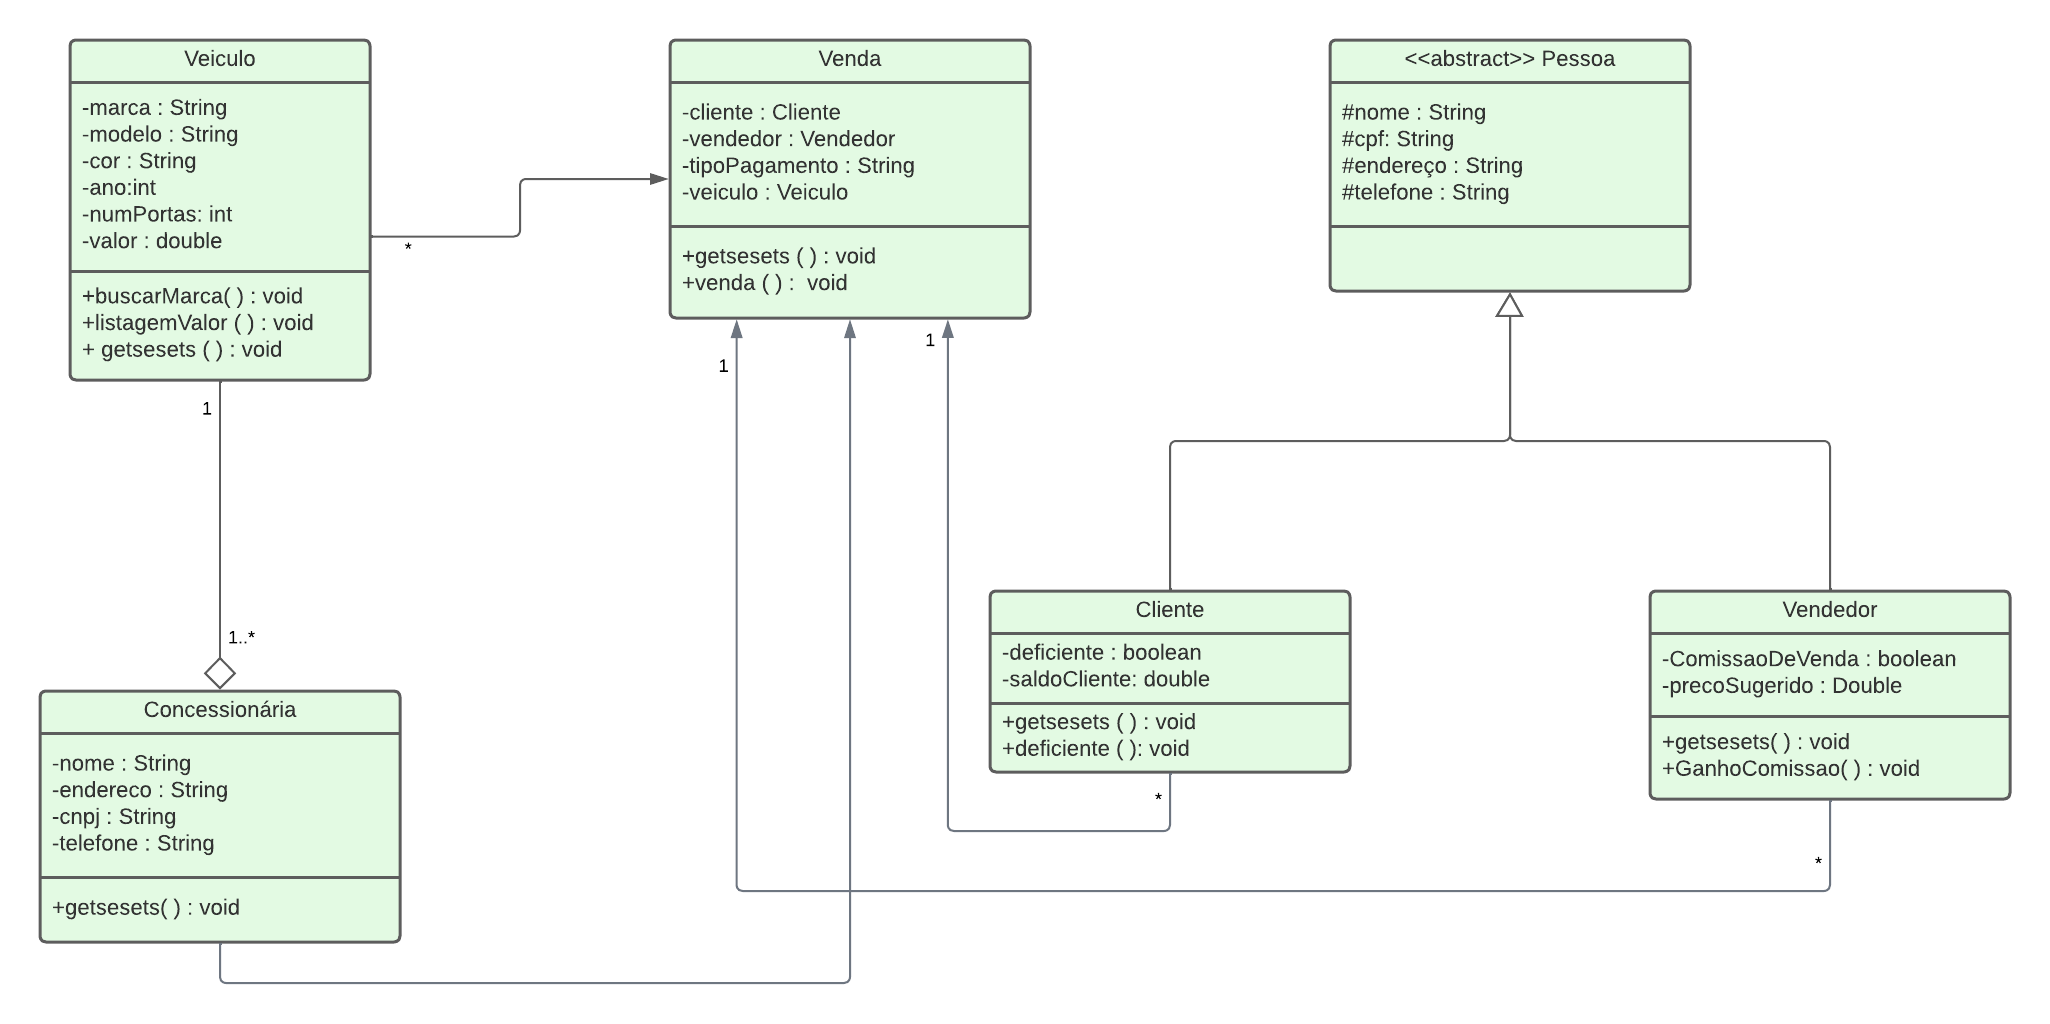 Veiculo
-marca : String
-modelo : String
-cor : String
-ano:int
-numPortas: int
-valor : double
+buscarMarca( ) : void
+listagemValor ( ) : void
+ getsesets ( ) : void
*
1
1..*
Venda
-cliente : Cliente
-vendedor : Vendedor
-tipoPagamento : String
-veiculo : Veiculo
+getsesets ( ) : void
+venda ( ) :  void
1
1
<<abstract>> Pessoa
#nome : String
#cpf: String
#endereço : String
#telefone : String
Cliente
-deficiente : boolean
-saldoCliente: double
+getsesets ( ) : void
+deficiente ( ): void
*
Vendedor
-ComissaoDeVenda : boolean
-precoSugerido : Double
+getsesets( ) : void
+GanhoComissao( ) : void
*
Concessionária
-nome : String
-endereco : String
-cnpj : String
-telefone : String
+getsesets( ) : void